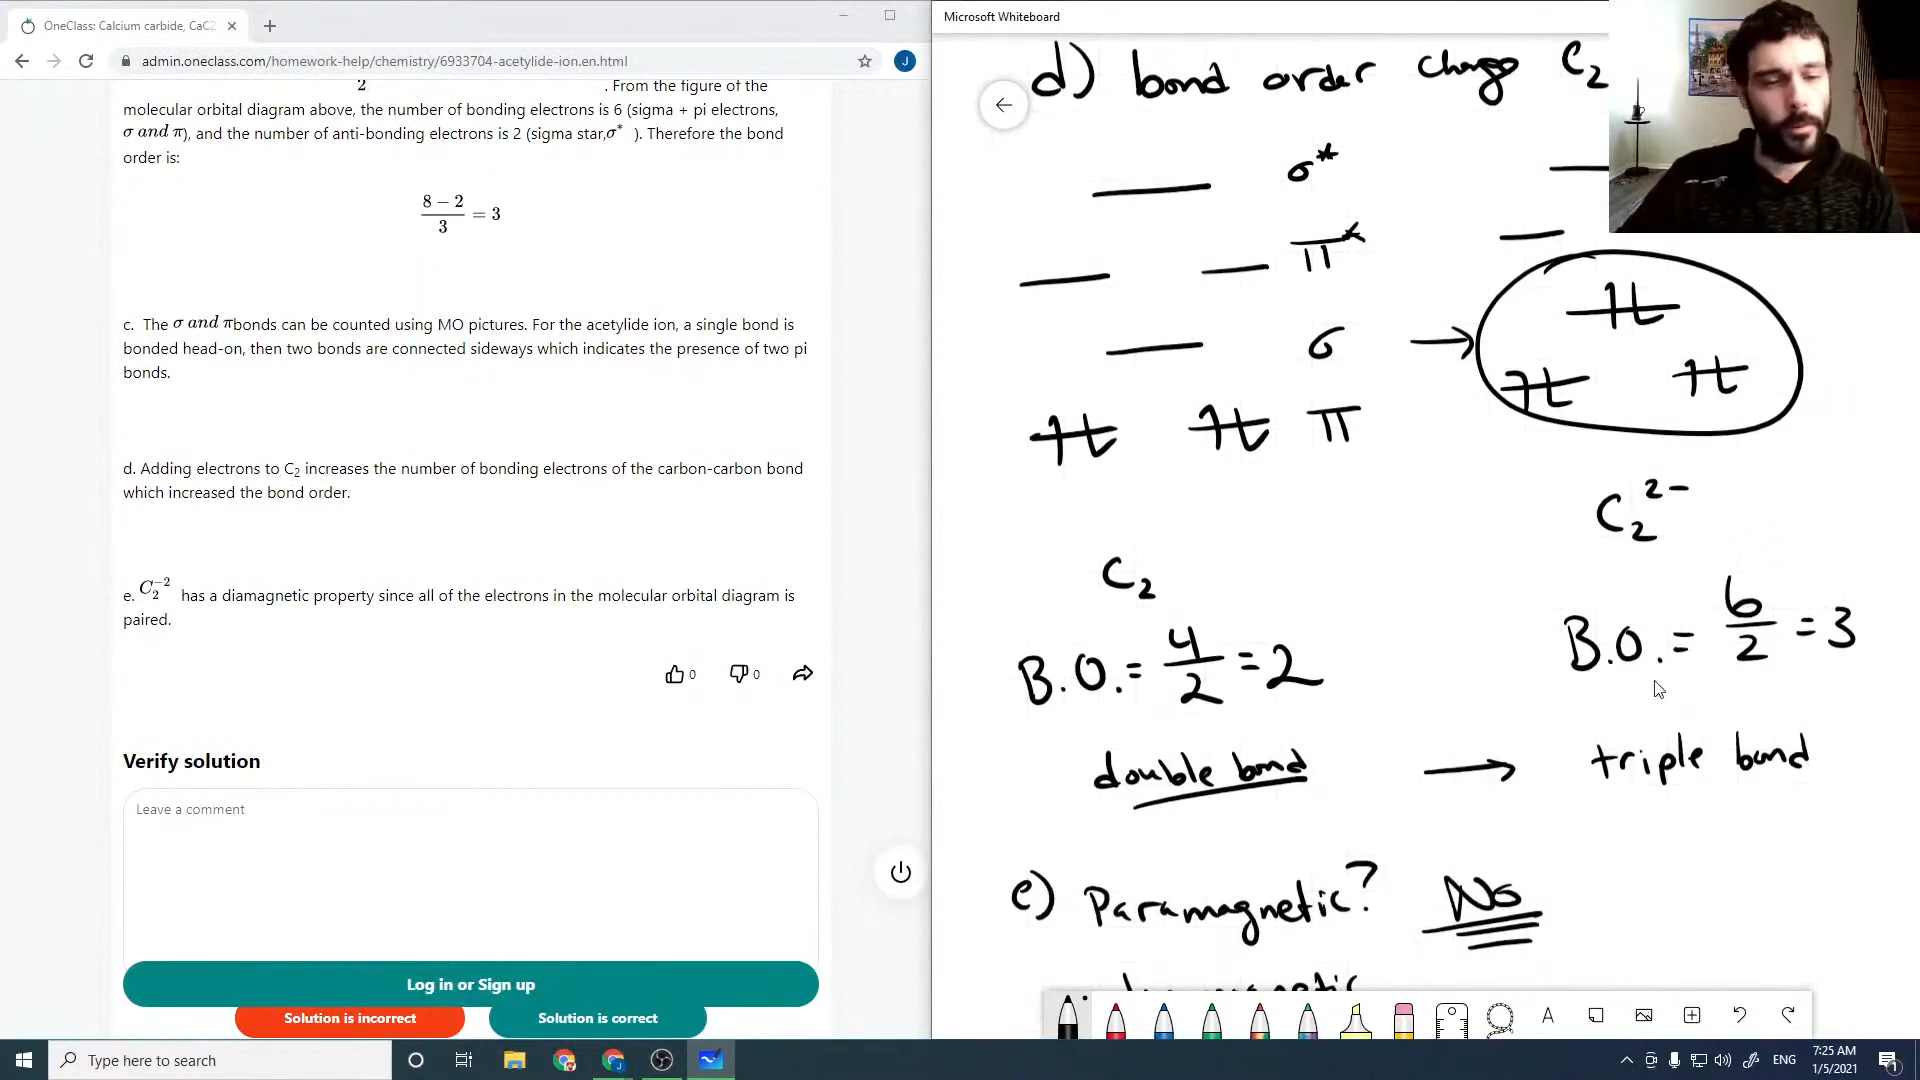 OneClass: Calcium carbide, CaC2
admin.oneclass.com/homework-help/chemistry/6933704-acetylide-ion.en.html
J
2
. From the figure of the
molecular orbital diagram above, the number of bonding electrons is 6 (sigma + pi electrons,
σ and π), and the number of anti-bonding electrons is 2 (sigma star,σ* ). Therefore the bond
order is:
8 − 2
3
= 3
c. The σ and πbonds can be counted using MO pictures. For the acetylide ion, a single bond is
bonded head-on, then two bonds are connected sideways which indicates the presence of two pi
bonds.
d. Adding electrons to C₂ increases the number of bonding electrons of the carbon-carbon bond
which increased the bond order.
e. C₂⁻² has a diamagnetic property since all of the electrons in the molecular orbital diagram is
paired.
0 0
Verify solution
Leave a comment
Log in or Sign up
Solution is incorrect Solution is correct
Microsoft Whiteboard
d) bond order change C₂
σ*
π*
σ →
π
C₂²⁻
C₂
B.O. = 4/2 = 2
B.O. = 6/2 = 3
double bond → triple bond
e) Paramagnetic? No
A
Type here to search
ENG
7:25 AM
1/5/2021
1